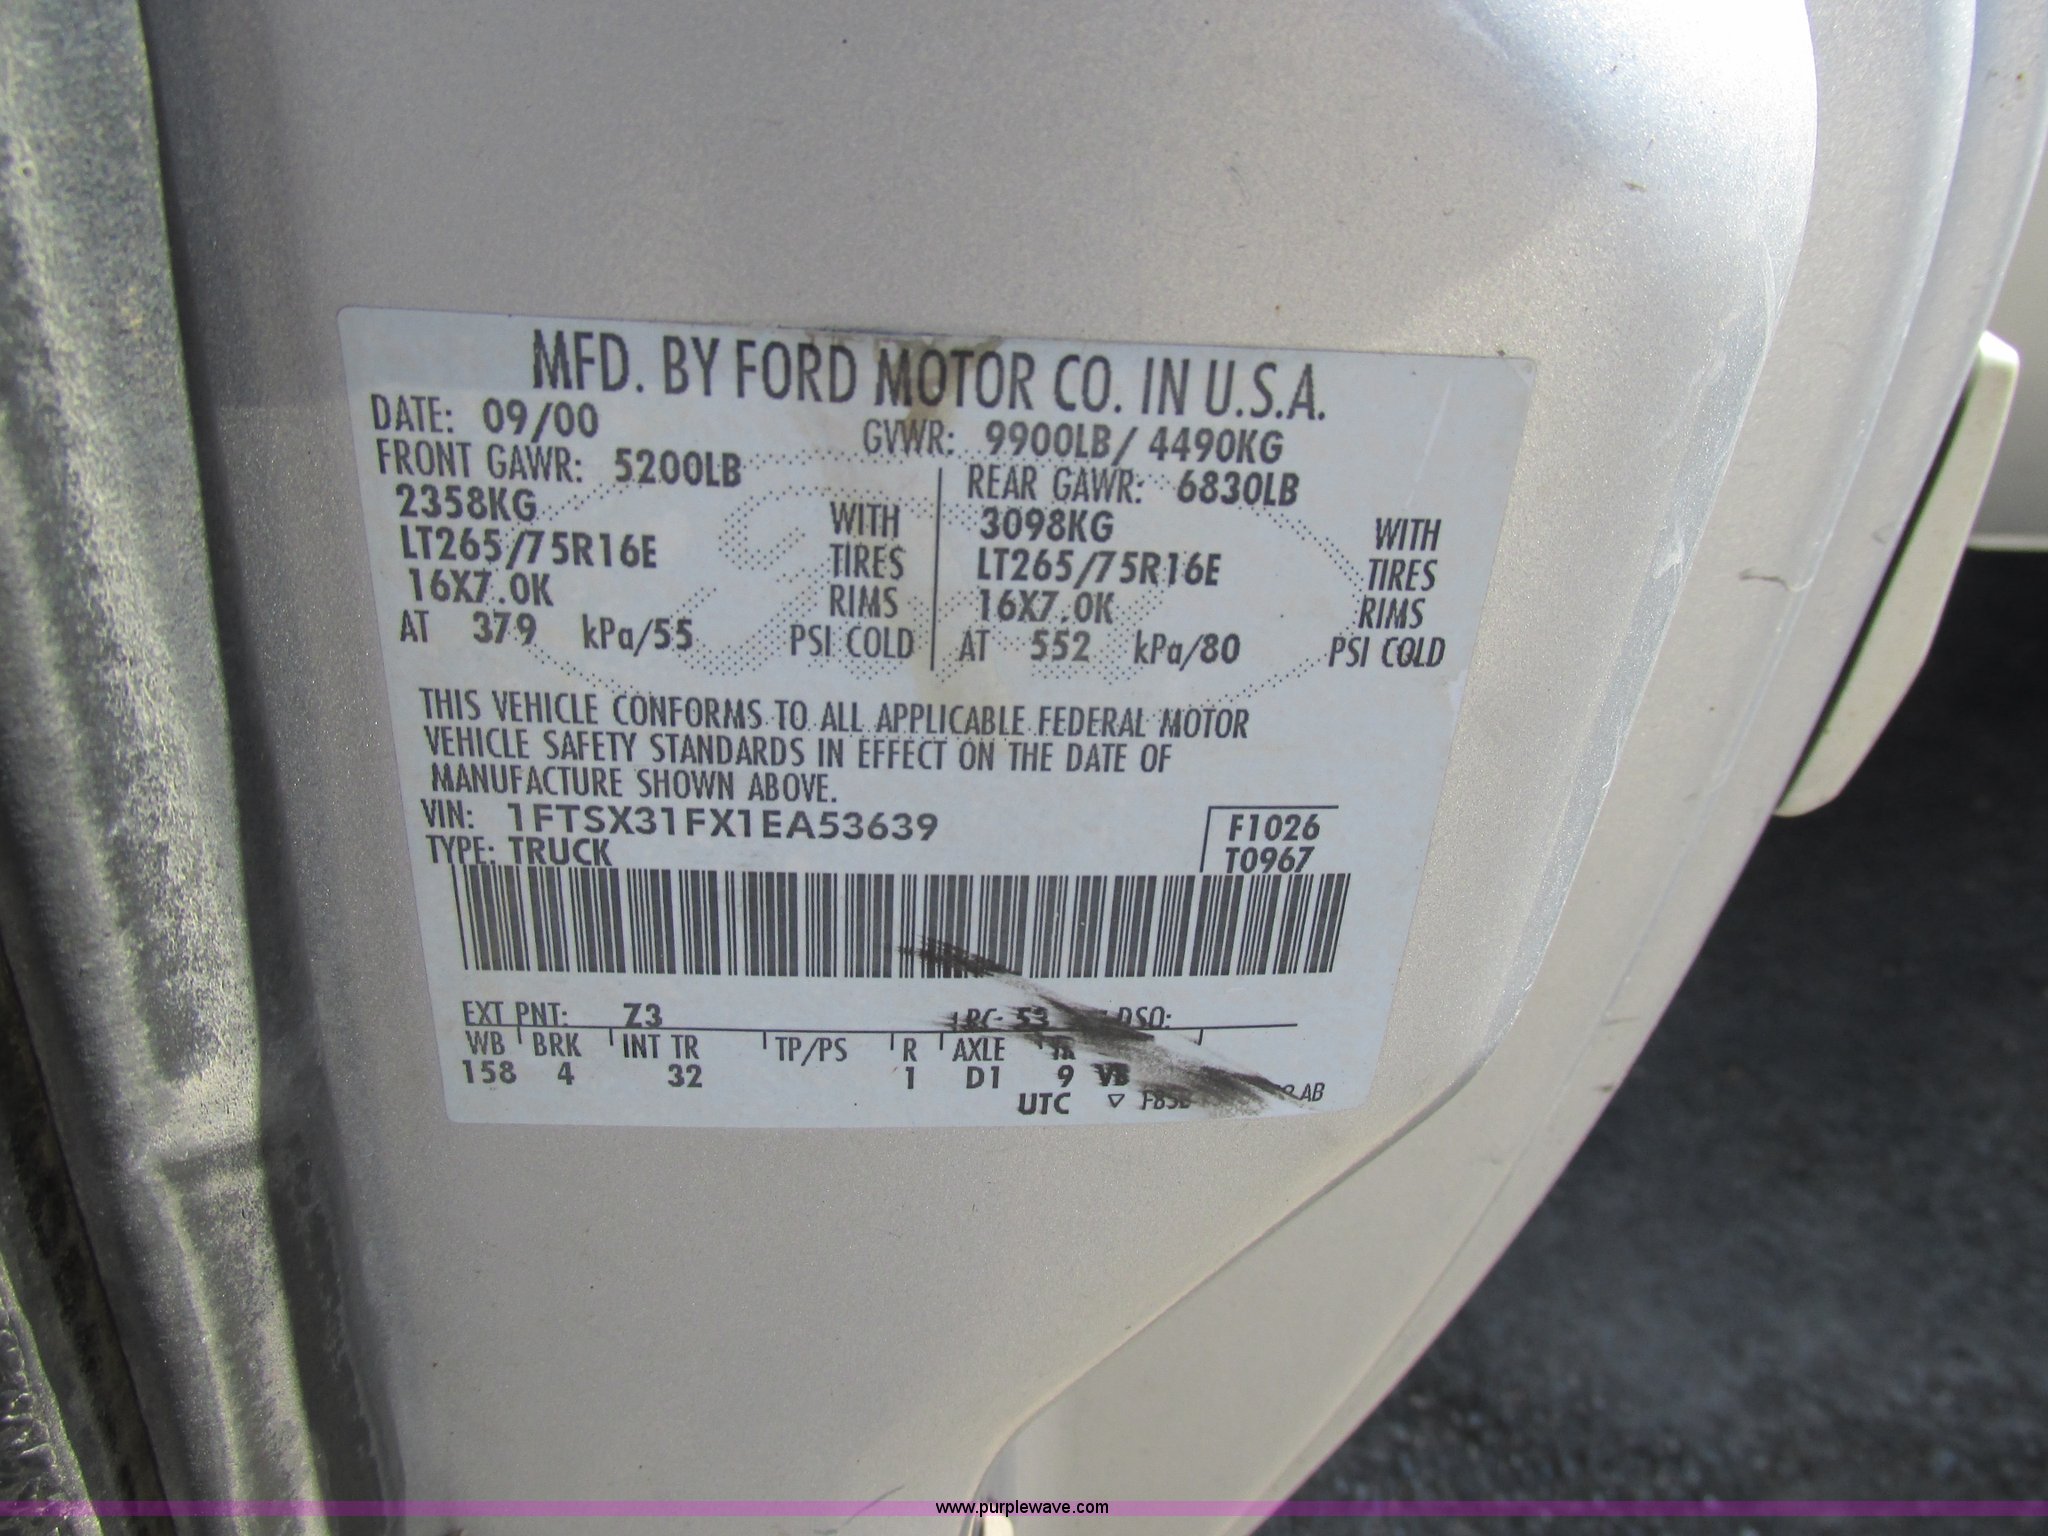 MFD. BY FORD MOTOR CO. IN U.S.A.
DATE: 09/00 GVWR: 9900LB/ 4490KG
FRONT GAWR: 5200LB REAR GAWR: 6830LB
2358KG WITH 3098KG WITH
LT265/75R16E TIRES LT265/75R16E TIRES
16X7.0K RIMS 16X7.0K RIMS
AT 379 kPa/55 PSI COLD AT 552 kPa/80 PSI COLD
THIS VEHICLE CONFORMS TO ALL APPLICABLE FEDERAL MOTOR
VEHICLE SAFETY STANDARDS IN EFFECT ON THE DATE OF
MANUFACTURE SHOWN ABOVE.
VIN: 1FTSX31FX1EA53639 F1026
TYPE: TRUCK T0967
EXT PNT: Z3 RC: 53 DSO:
WB BRK INT TR TP/PS R AXLE
158 4 32 1 D1 9
UTC
www.purplewave.com